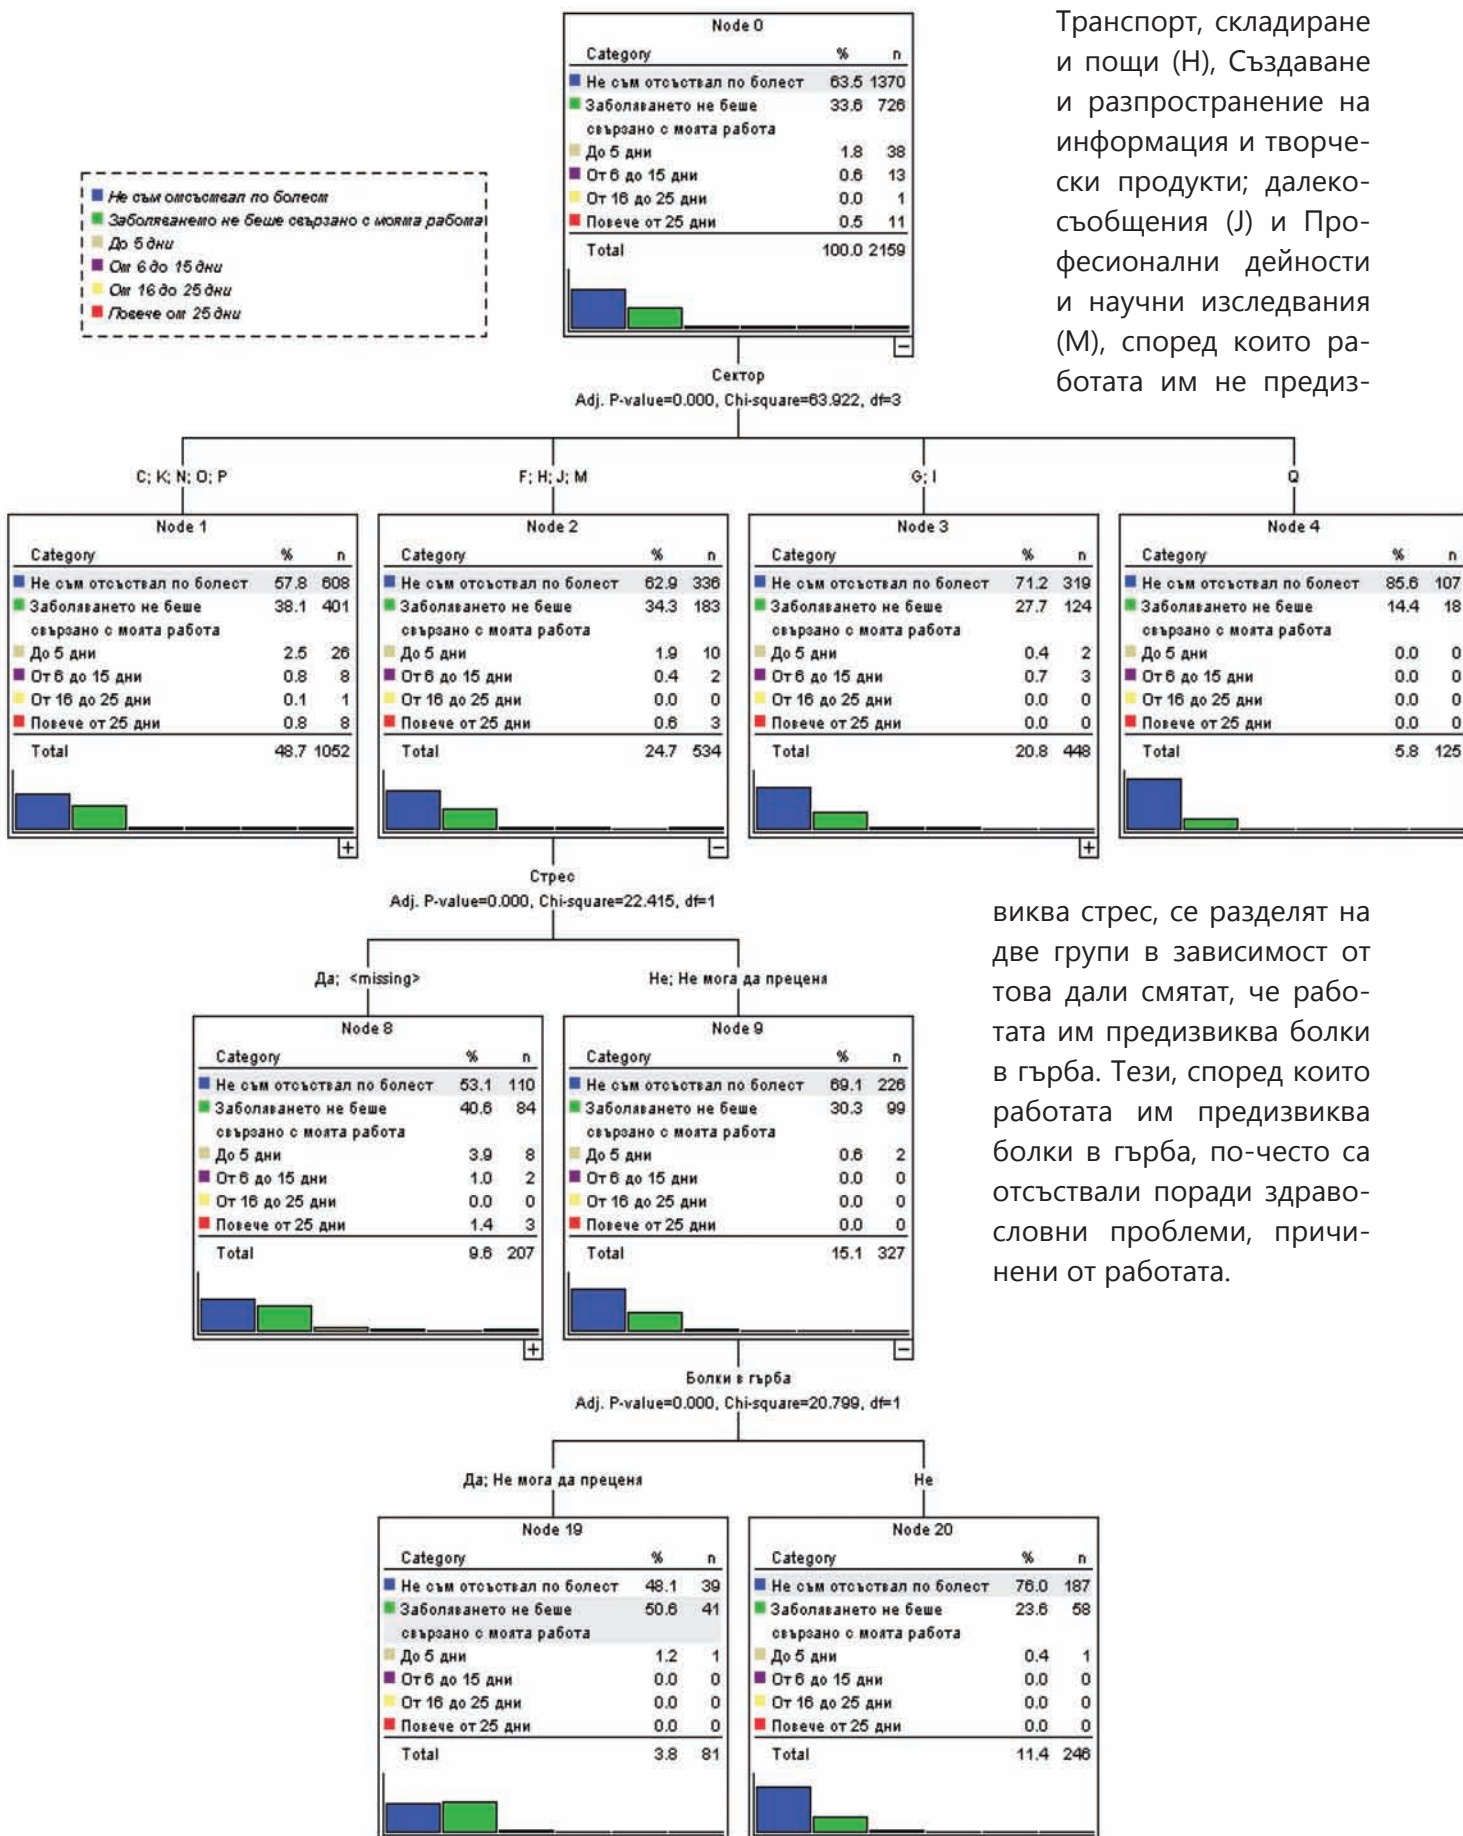 Node 0
Category % n
Не съм отсъствал по болест 63.5 1370
Заболяването не беше 33.6 726
свързано с моята работа
До 5 дни 1.8 38
От 6 до 15 дни 0.6 13
От 16 до 25 дни 0.0 1
Повече от 25 дни 0.5 11
Total 100.0 2159
Не съм отсъствал по болест
Заболяването не беше свързано с моята работа
До 5 дни
От 6 до 15 дни
От 16 до 25 дни
Повече от 25 дни
Транспорт, складиране
и пощи (H), Създаване
и разпространение на
информация и творче-
ски продукти; далеко-
съобщения (J) и Про-
фесионални дейности
и научни изследвания
(M), според които ра-
ботата им не предиз-
Сектор
Adj. P-value=0.000, Chi-square=63.922, df=3
C; K; N; O; P
F; H; J; M
G; I
Q
Node 1
Category % n
Не съм отсъствал по болест 57.8 608
Заболяването не беше 38.1 401
свързано с моята работа
До 5 дни 2.5 26
От 6 до 15 дни 0.8 8
От 16 до 25 дни 0.1 1
Повече от 25 дни 0.8 8
Total 48.7 1052
Node 2
Category % n
Не съм отсъствал по болест 62.9 336
Заболяването не беше 34.3 183
свързано с моята работа
До 5 дни 1.9 10
От 6 до 15 дни 0.4 2
От 16 до 25 дни 0.0 0
Повече от 25 дни 0.6 3
Total 24.7 534
Node 3
Category % n
Не съм отсъствал по болест 71.2 319
Заболяването не беше 27.7 124
свързано с моята работа
До 5 дни 0.4 2
От 6 до 15 дни 0.7 3
От 16 до 25 дни 0.0 0
Повече от 25 дни 0.0 0
Total 20.8 448
Node 4
Category % n
Не съм отсъствал по болест 85.6 107
Заболяването не беше 14.4 18
свързано с моята работа
До 5 дни 0.0 0
От 6 до 15 дни 0.0 0
От 16 до 25 дни 0.0 0
Повече от 25 дни 0.0 0
Total 5.8 125
Стрес
Adj. P-value=0.000, Chi-square=22.415, df=1
Да; <missing>
Не; Не мога да преценя
Node 8
Category % n
Не съм отсъствал по болест 53.1 110
Заболяването не беше 40.6 84
свързано с моята работа
До 5 дни 3.9 8
От 6 до 15 дни 1.0 2
От 16 до 25 дни 0.0 0
Повече от 25 дни 1.4 3
Total 9.6 207
Node 9
Category % n
Не съм отсъствал по болест 69.1 226
Заболяването не беше 30.3 99
свързано с моята работа
До 5 дни 0.6 2
От 6 до 15 дни 0.0 0
От 16 до 25 дни 0.0 0
Повече от 25 дни 0.0 0
Total 15.1 327
виква стрес, се разделят на
две групи в зависимост от
това дали смятат, че рабо-
тата им предизвиква болки
в гърба. Тези, според които
работата им предизвиква
болки в гърба, по-често са
отсъствали поради здраво-
словни проблеми, причи-
нени от работата.
Болки в гърба
Adj. P-value=0.000, Chi-square=20.799, df=1
Да; Не мога да преценя
Не
Node 19
Category % n
Не съм отсъствал по болест 48.1 39
Заболяването не беше 50.6 41
свързано с моята работа
До 5 дни 1.2 1
От 6 до 15 дни 0.0 0
От 16 до 25 дни 0.0 0
Повече от 25 дни 0.0 0
Total 3.8 81
Node 20
Category % n
Не съм отсъствал по болест 76.0 187
Заболяването не беше 23.6 58
свързано с моята работа
До 5 дни 0.4 1
От 6 до 15 дни 0.0 0
От 16 до 25 дни 0.0 0
Повече от 25 дни 0.0 0
Total 11.4 246